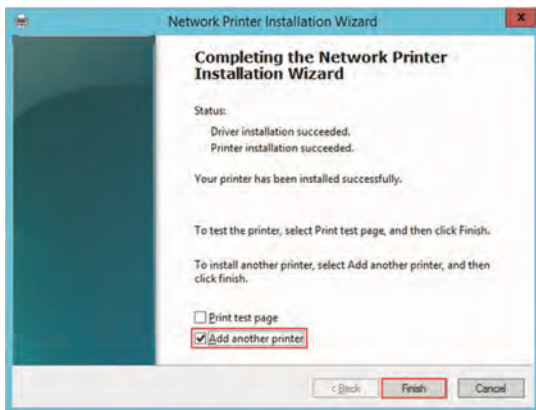 Network Printer Installation Wizard
x
Completing the Network Printer
Installation Wizard
Status:
Driver installation succeeded.
Printer installation succeeded.
Your printer has been installed successfully.
To test the printer, select Print test page, and then click Finish.
To install another printer, select Add another printer, and then
click finish.
Print test page
Add another printer
< Back Finish Cancel